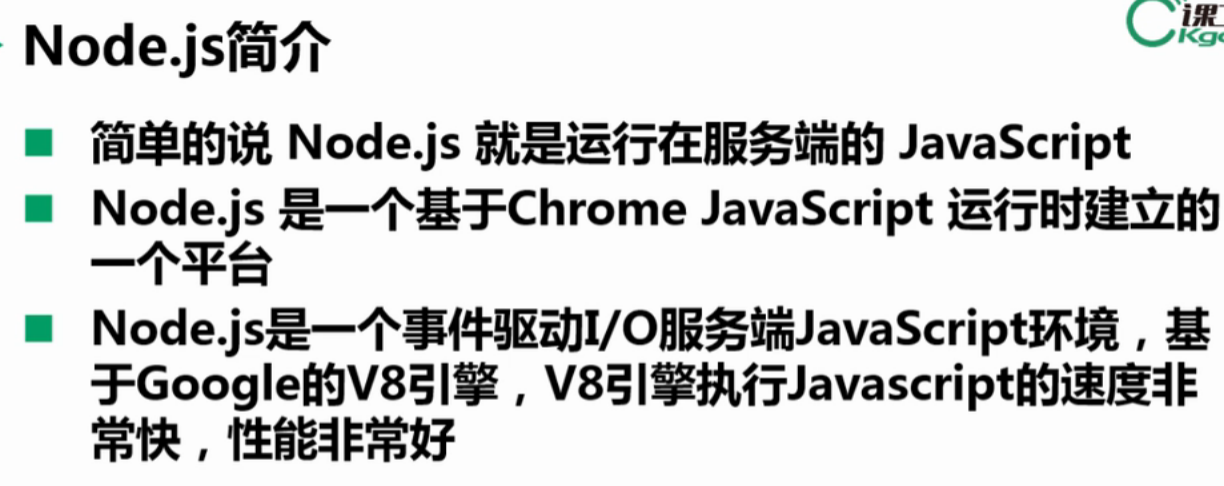 Node.js简介
简单的说 Node.js 就是运行在服务端的 JavaScript
Node.js 是一个基于Chrome JavaScript 运行时建立的
一个平台
Node.js是一个事件驱动I/O服务端JavaScript环境，基
于Google的V8引擎，V8引擎执行Javascript的速度非
常快，性能非常好